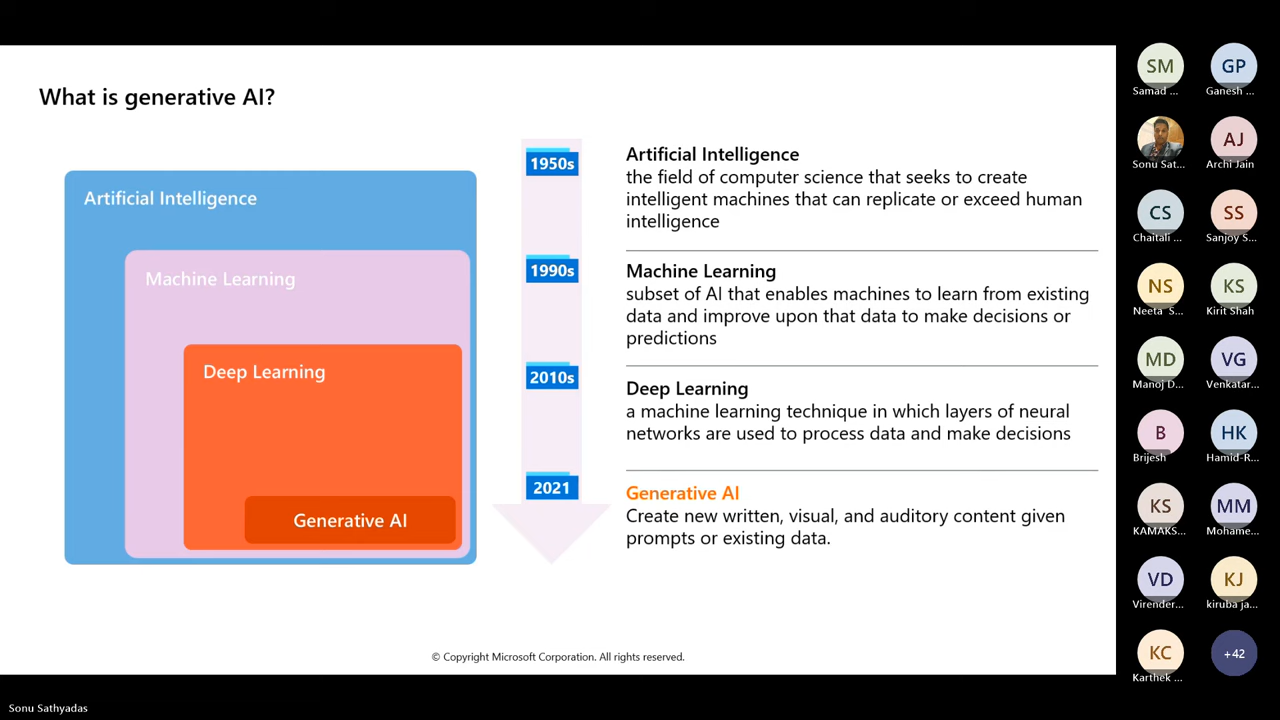 What is generative AI?
Artificial Intelligence
Machine Learning
Deep Learning
Generative AI
1950s
Artificial Intelligence
the field of computer science that seeks to create
intelligent machines that can replicate or exceed human
intelligence
1990s
Machine Learning
subset of AI that enables machines to learn from existing
data and improve upon that data to make decisions or
predictions
2010s
Deep Learning
a machine learning technique in which layers of neural
networks are used to process data and make decisions
2021
Generative AI
Create new written, visual, and auditory content given
prompts or existing data.
© Copyright Microsoft Corporation. All rights reserved.
SM GP
Samad ... Ganesh ...
AJ
Sonu Sat... Archi Jain
CS SS
Chaitali ... Sanjoy S...
NS KS
Neeta S... Kirit Shah
MD VG
Manoj D... Venkatar...
B HK
Brijesh Hamid-R...
KS MM
KAMAKS... Mohame...
VD KJ
Virender... kiruba ja...
KC +42
Karthek ...
Sonu Sathyadas